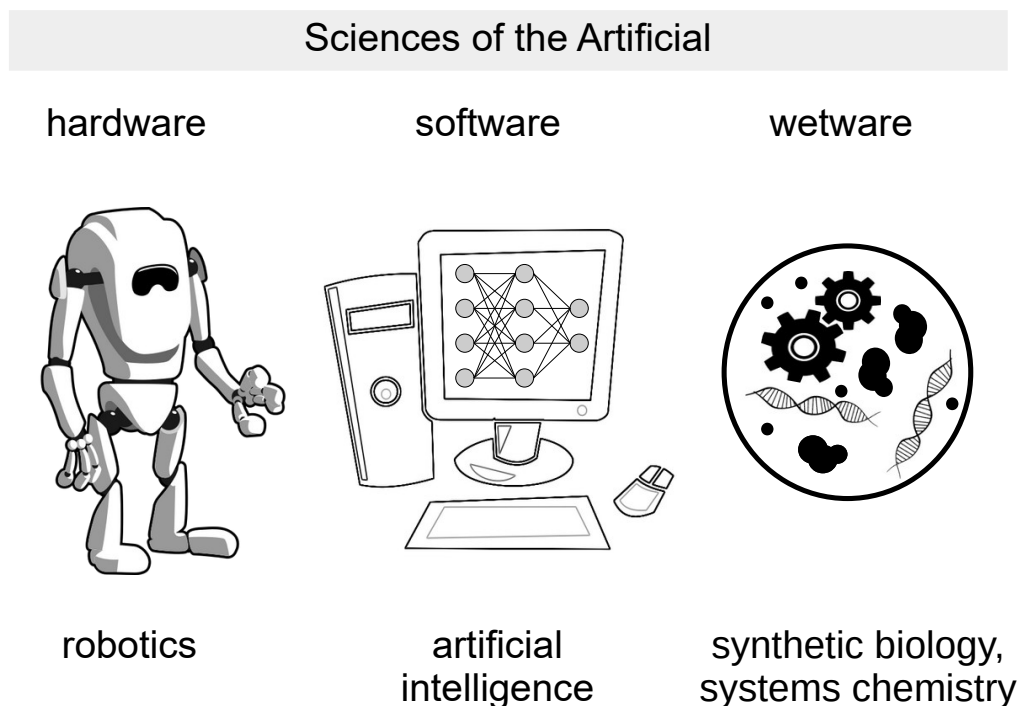 Sciences of the Artificial
hardware
software
wetware
robotics
artificial
intelligence
synthetic biology,
systems chemistry